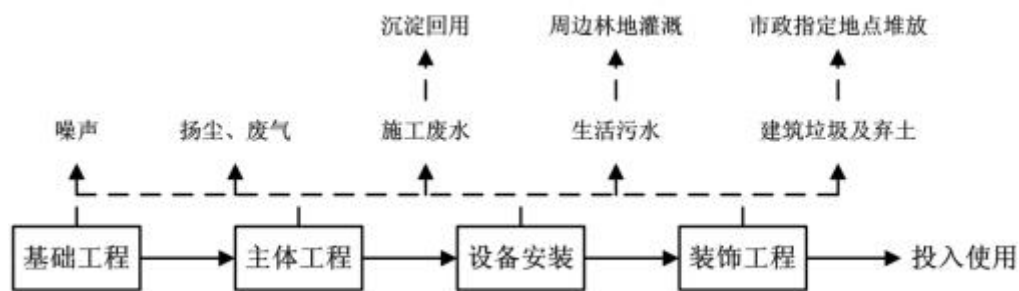 沉淀回用 周边林地灌溉 市政指定地点堆放
噪声 扬尘、废气 施工废水 生活污水 建筑垃圾及弃土
基础工程 主体工程 设备安装 装饰工程 投入使用